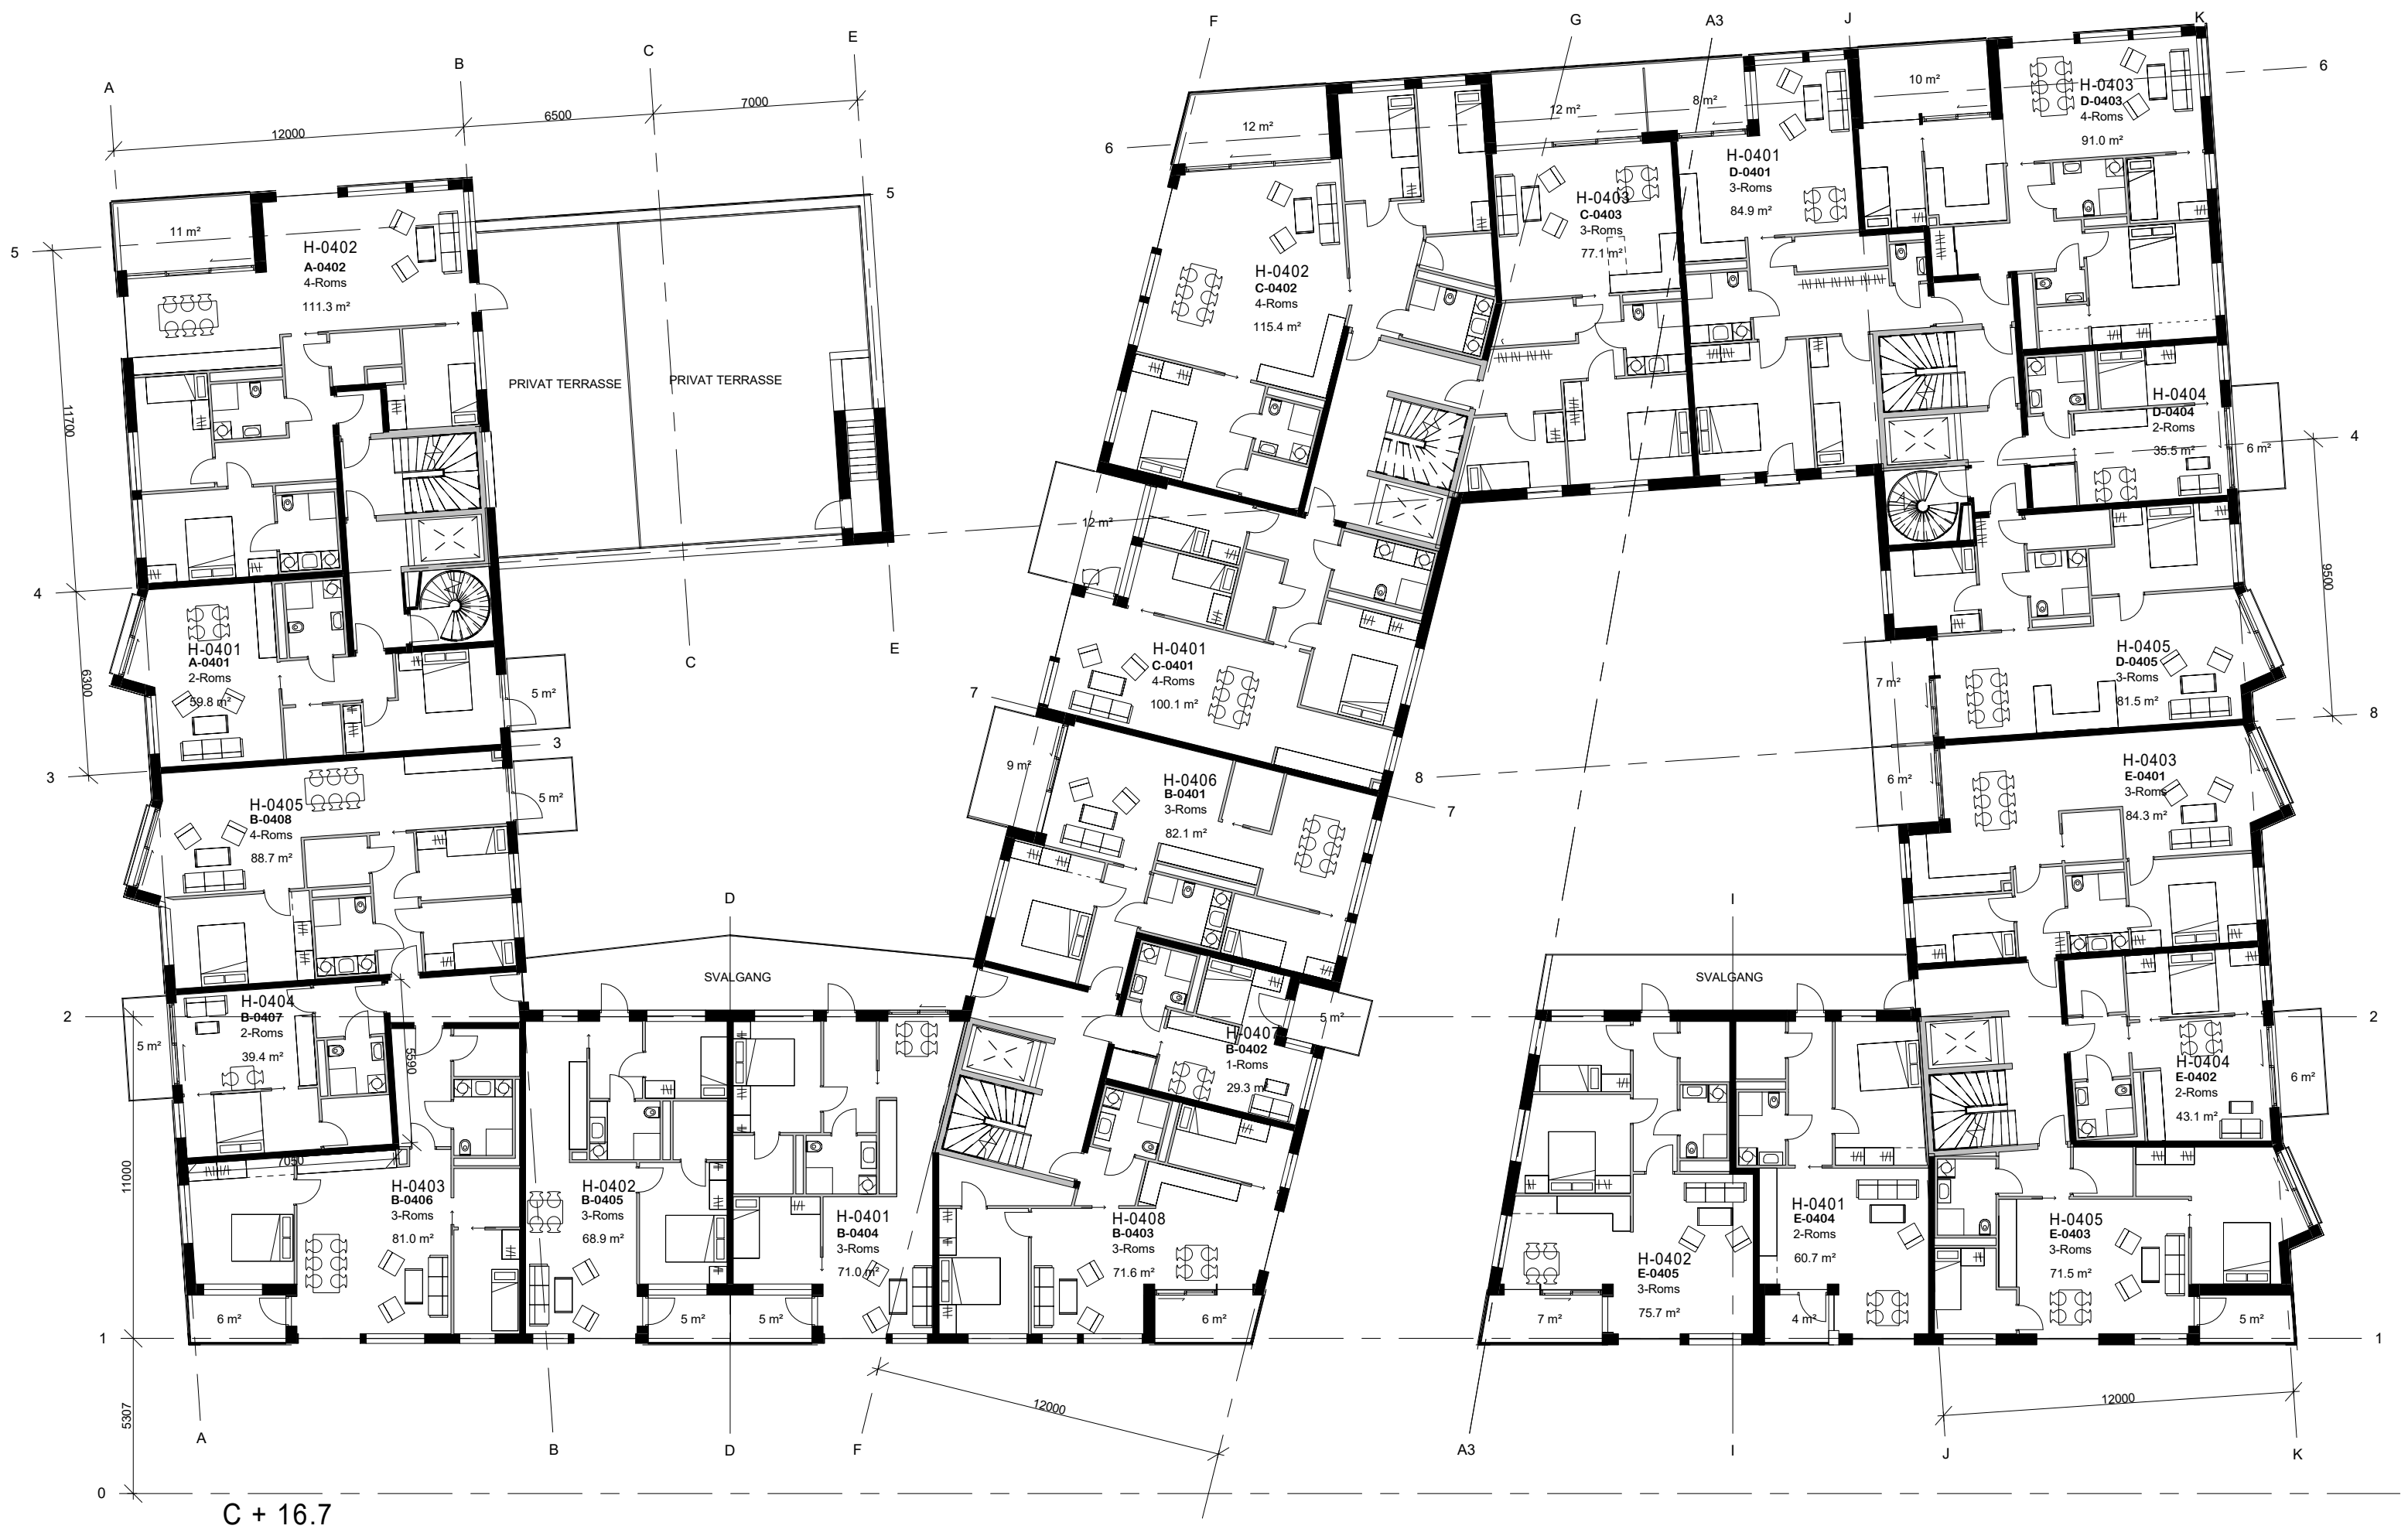 A
B
C
E
F
G
A3
J
K
12000
6500
7000
6
6
5
5
11 m²
H-0402
A-0402
4-Roms
111.3 m²
PRIVAT TERRASSE
PRIVAT TERRASSE
12 m²
12 m²
8 m²
10 m²
H-0403
D-0403
4-Roms
91.0 m²
H-0401
D-0401
3-Roms
84.9 m²
H-0403
C-0403
3-Roms
77.1 m²
H-0402
C-0402
4-Roms
115.4 m²
H-0404
D-0404
2-Roms
35.5 m²
6 m²
4
11700
12 m²
4
9500
H-0401
A-0401
2-Roms
59.8 m²
6300
5 m²
C
E
H-0401
C-0401
4-Roms
100.1 m²
H-0405
D-0405
3-Roms
81.5 m²
7 m²
7
8
3
3
5 m²
H-0405
B-0408
4-Roms
88.7 m²
9 m²
H-0406
B-0401
3-Roms
82.1 m²
8
7
6 m²
H-0403
E-0401
3-Roms
84.3 m²
D
I
SVALGANG
SVALGANG
2
2
H-0404
B-0407
2-Roms
39.4 m²
5 m²
5590
5 m²
H-0407
B-0402
1-Roms
29.3 m²
H-0404
E-0402
2-Roms
43.1 m²
6 m²
7050
11000
H-0403
B-0406
3-Roms
81.0 m²
H-0402
B-0405
3-Roms
68.9 m²
H-0401
B-0404
3-Roms
71.0 m²
H-0408
B-0403
3-Roms
71.6 m²
H-0402
E-0405
3-Roms
75.7 m²
H-0401
E-0404
2-Roms
60.7 m²
H-0405
E-0403
3-Roms
71.5 m²
6 m²
5 m²
5 m²
6 m²
7 m²
4 m²
5 m²
1
1
5307
12000
12000
A
B
D
F
A3
I
J
K
0
C + 16.7